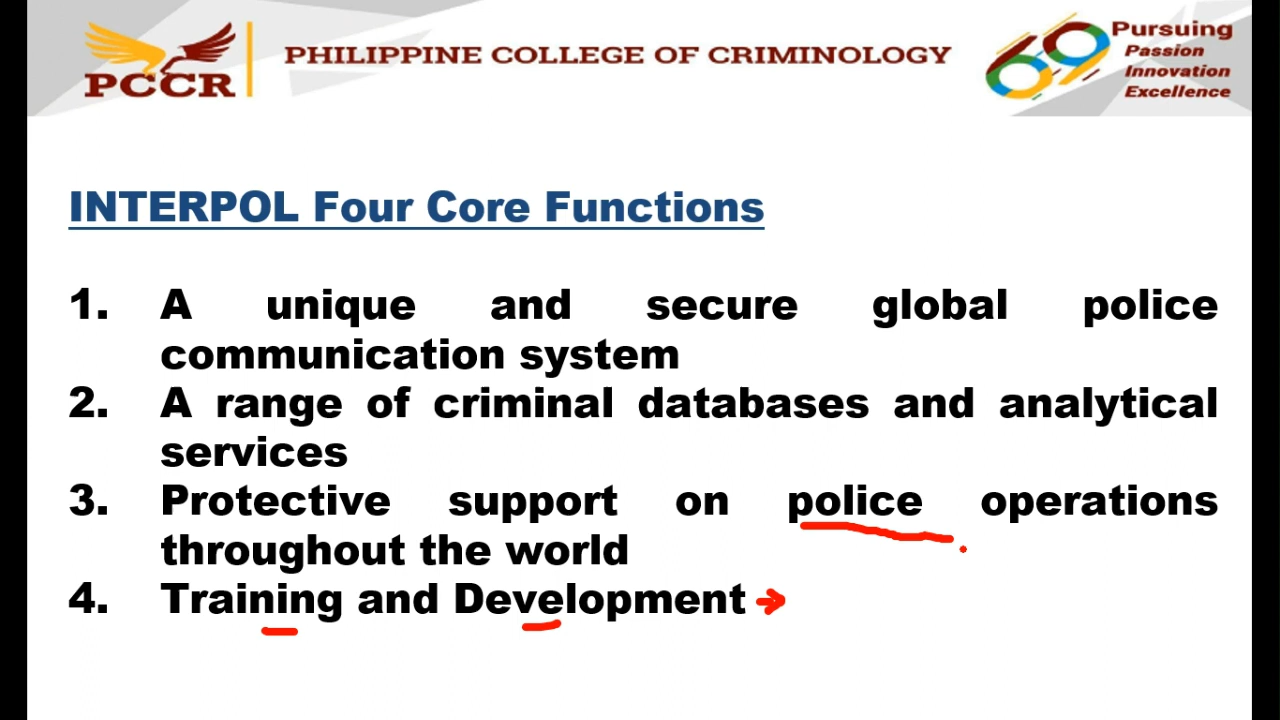 PCCR
PHILIPPINE COLLEGE OF CRIMINOLOGY
69
Pursuing
Passion
Innovation
Excellence
INTERPOL Four Core Functions
1. A unique and secure global police
communication system
2. A range of criminal databases and analytical
services
3. Protective support on police operations
throughout the world
4. Training and Development